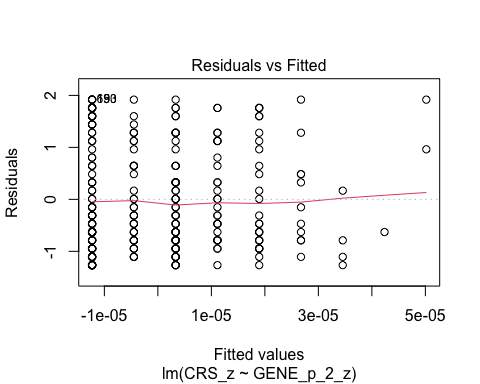 Residuals vs Fitted
Residuals
2
1
0
-1
-1e-05
1e-05
3e-05
5e-05
Fitted values
lm(CRS_z ~ GENE_p_2_z)